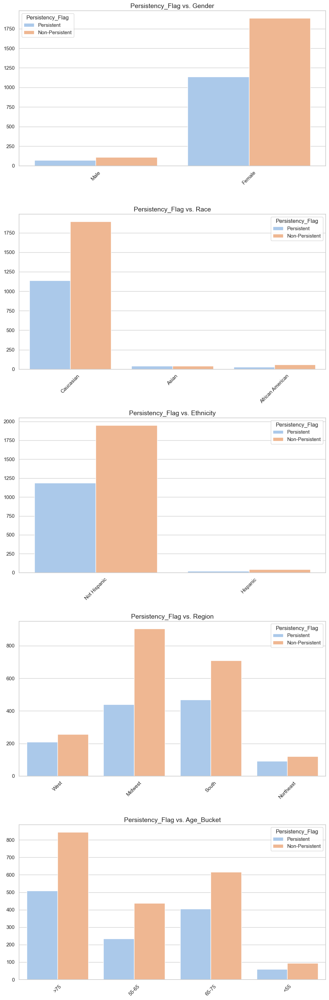 Persistency_Flag vs. Gender
Persistency_Flag
Persistent
Non-Persistent
1750
1500
1250
1000
750
500
250
0
Male
Female
Persistency_Flag vs. Race
Persistency_Flag
Persistent
Non-Persistent
1750
1500
1250
1000
750
500
250
0
Caucasian
Asian
African American
Persistency_Flag vs. Ethnicity
Persistency_Flag
Persistent
Non-Persistent
2000
1750
1500
1250
1000
750
500
250
0
Not Hispanic
Hispanic
Persistency_Flag vs. Region
Persistency_Flag
Persistent
Non-Persistent
800
600
400
200
0
West
Midwest
South
Northeast
Persistency_Flag vs. Age_Bucket
Persistency_Flag
Persistent
Non-Persistent
800
700
600
500
400
300
200
100
0
>75
55-65
65-75
<55